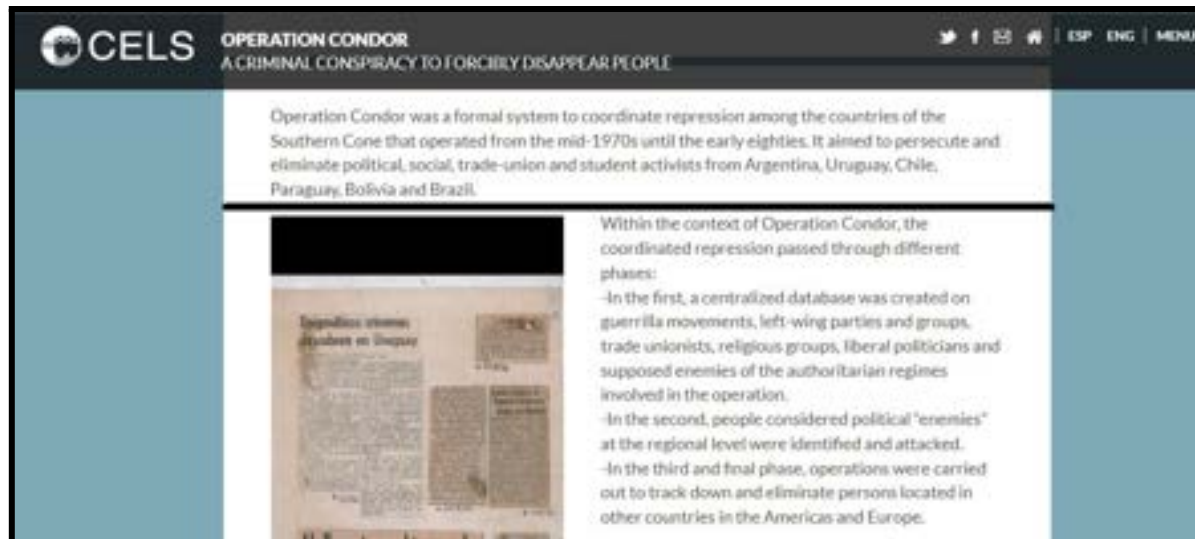 CELS
OPERATION CONDOR
A CRIMINAL CONSPIRACY TO FORCIBLY DISAPPEAR PEOPLE
ESP ENG | MENU
Operation Condor was a formal system to coordinate repression among the countries of the
Southern Cone that operated from the mid-1970s until the early eighties. It aimed to persecute and
eliminate political, social, trade-union and student activists from Argentina, Uruguay, Chile,
Paraguay, Bolivia and Brazil.
Within the context of Operation Condor, the
coordinated repression passed through different
phases:
-In the first, a centralized database was created on
guerrilla movements, left-wing parties and groups,
trade unionists, religious groups, liberal politicians and
supposed enemies of the authoritarian regimes
involved in the operation.
-In the second, people considered political "enemies"
at the regional level were identified and attacked.
-In the third and final phase, operations were carried
out to track down and eliminate persons located in
other countries in the Americas and Europe.
en Uruguay